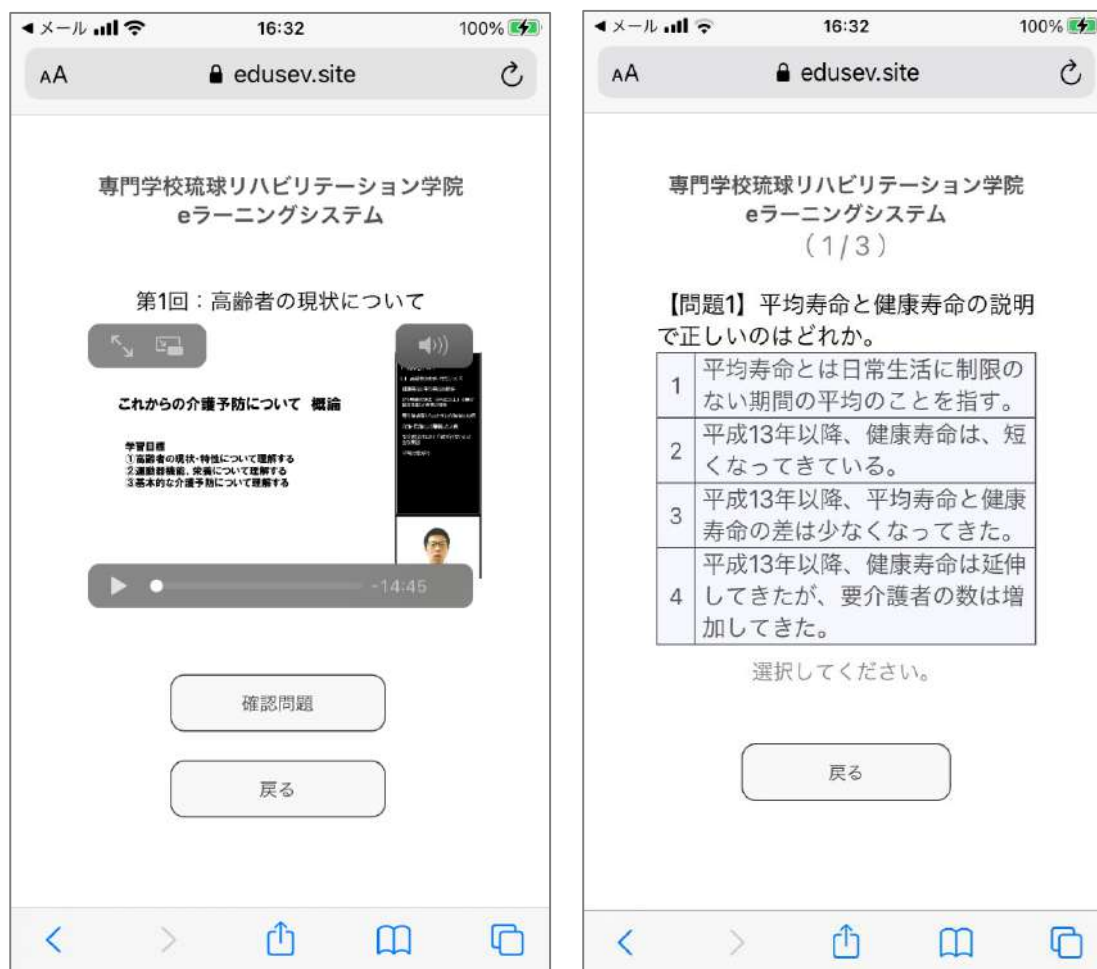 メール
16:32
100%
AA
edusev.site
専門学校琉球リハビリテーション学院
eラーニングシステム
第1回：高齢者の現状について
これからの介護予防について 概論
学習目標
①高齢者の現状・特性について理解する
②運動器機能、栄養について理解する
③基本的な介護予防について理解する
-14:45
確認問題
戻る
メール
16:32
100%
AA
edusev.site
専門学校琉球リハビリテーション学院
eラーニングシステム
（1/3）
【問題1】平均寿命と健康寿命の説明
で正しいのはどれか。
1 平均寿命とは日常生活に制限の
ない期間の平均のことを指す。
2 平成13年以降、健康寿命は、短
くなってきている。
3 平成13年以降、平均寿命と健康
寿命の差は少なくなってきた。
4 平成13年以降、健康寿命は延伸
してきたが、要介護者の数は増
加してきた。
選択してください。
戻る